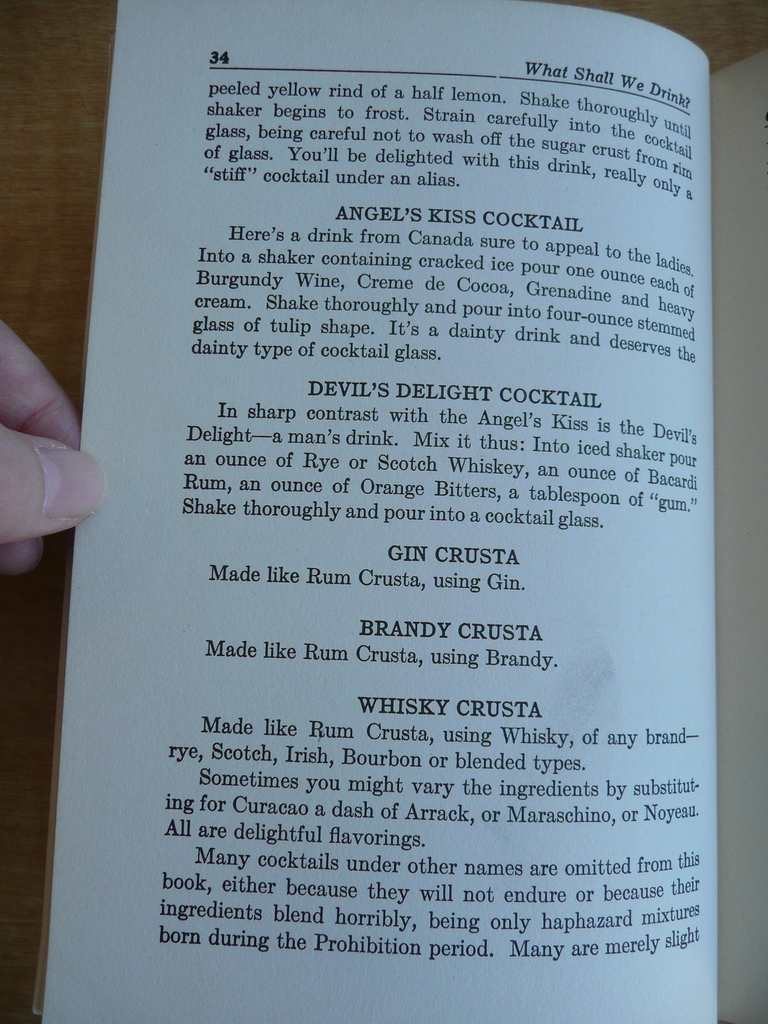 34
What Shall We Drink?
peeled yellow rind of a half lemon. Shake thoroughly until
shaker begins to frost. Strain carefully into the cocktail
glass, being careful not to wash off the sugar crust from rim
of glass. You'll be delighted with this drink, really only a
"stiff" cocktail under an alias.
ANGEL'S KISS COCKTAIL
Here's a drink from Canada sure to appeal to the ladies.
Into a shaker containing cracked ice pour one ounce each of
Burgundy Wine, Creme de Cocoa, Grenadine and heavy
cream. Shake thoroughly and pour into four-ounce stemmed
glass of tulip shape. It's a dainty drink and deserves the
dainty type of cocktail glass.
DEVIL'S DELIGHT COCKTAIL
In sharp contrast with the Angel's Kiss is the Devil's
Delight—a man's drink. Mix it thus: Into iced shaker pour
an ounce of Rye or Scotch Whiskey, an ounce of Bacardi
Rum, an ounce of Orange Bitters, a tablespoon of "gum."
Shake thoroughly and pour into a cocktail glass.
GIN CRUSTA
Made like Rum Crusta, using Gin.
BRANDY CRUSTA
Made like Rum Crusta, using Brandy.
WHISKY CRUSTA
Made like Rum Crusta, using Whisky, of any brand—
rye, Scotch, Irish, Bourbon or blended types.
Sometimes you might vary the ingredients by substitut-
ing for Curacao a dash of Arrack, or Maraschino, or Noyeau.
All are delightful flavorings.
Many cocktails under other names are omitted from this
book, either because they will not endure or because their
ingredients blend horribly, being only haphazard mixtures
born during the Prohibition period. Many are merely slight